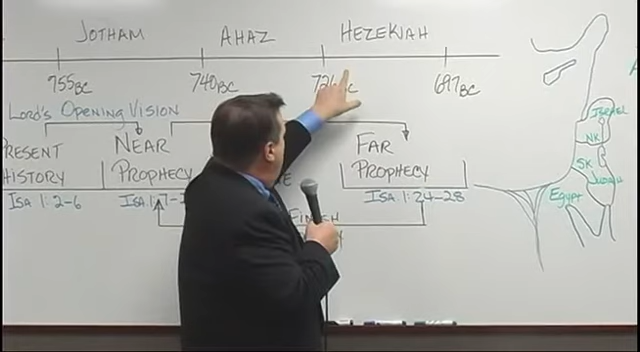 JOTHAM AHAZ HEZEKIAH
755BC 740BC 697BC
Lord's Opening Vision
PRESENT HISTORY
NEAR PROPHECY
FAR PROPHECY
Isa 1:2-6
Isa 1:24-28
FINISH
ISRAEL
NK
SK
Judah
Egypt